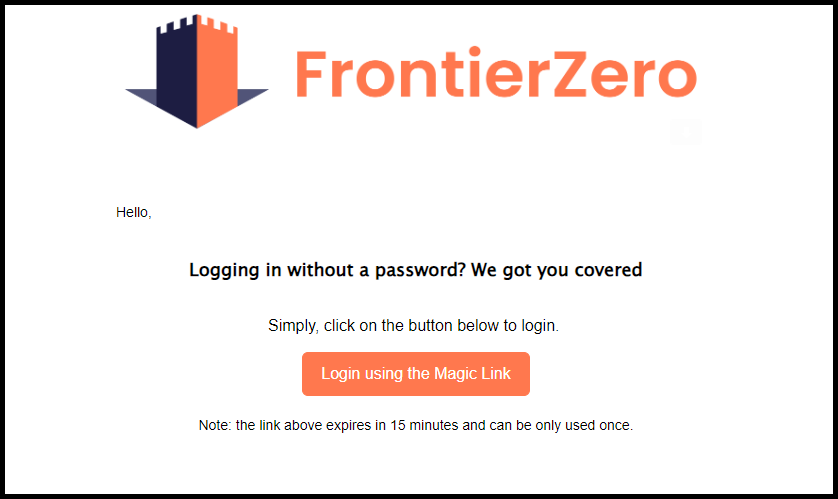 FrontierZero
Hello,
Logging in without a password? We got you covered
Simply, click on the button below to login.
Login using the Magic Link
Note: the link above expires in 15 minutes and can be only used once.